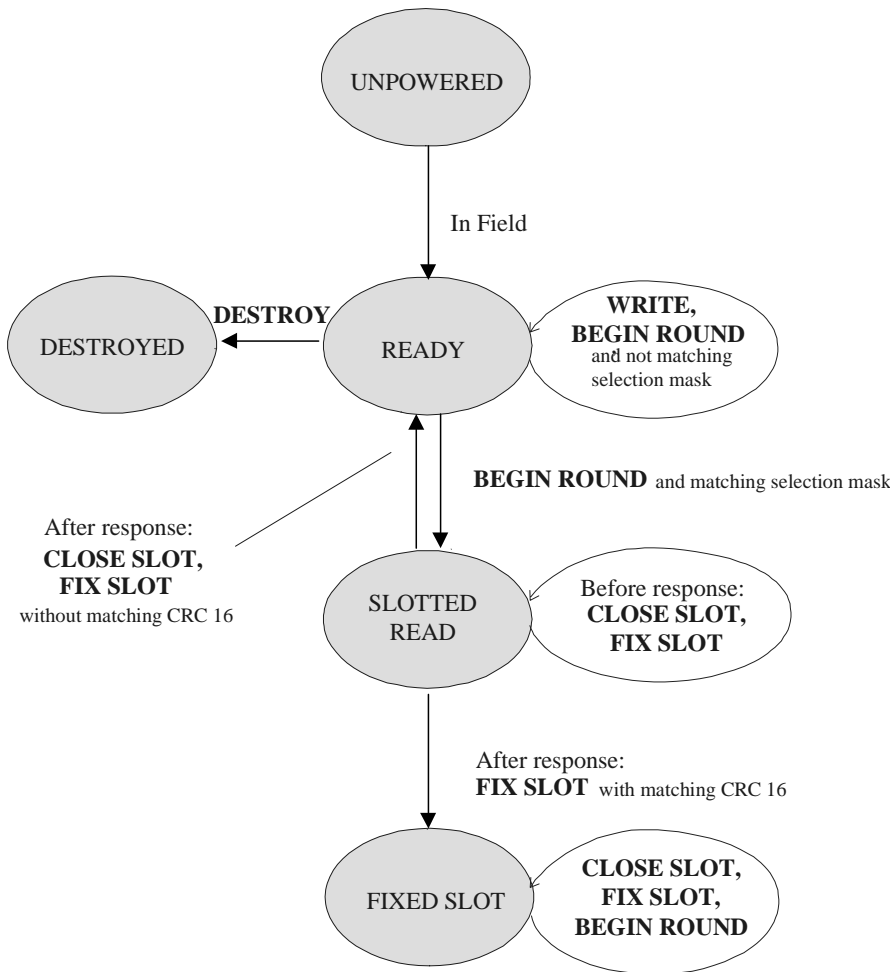 UNPOWERED
In Field
DESTROY
WRITE,
BEGIN ROUND
and not matching
selection mask
DESTROYED
READY
BEGIN ROUND and matching selection mask
After response:
CLOSE SLOT,
FIX SLOT
without matching CRC 16
SLOTTED
READ
Before response:
CLOSE SLOT,
FIX SLOT
After response:
FIX SLOT with matching CRC 16
FIXED SLOT
CLOSE SLOT,
FIX SLOT,
BEGIN ROUND